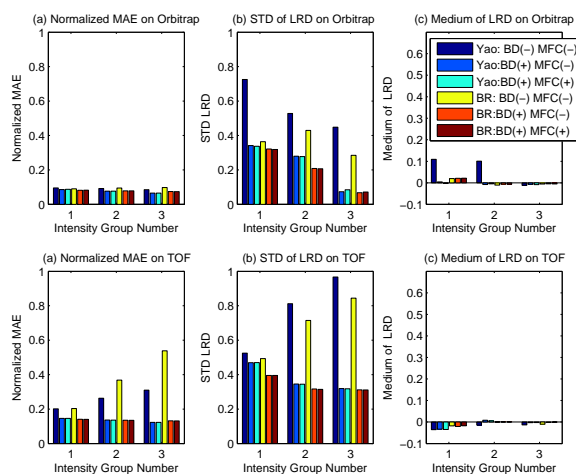 (a) Normalized MAE on Orbitrap
Normalized MAE
1
0.8
0.6
0.4
0.2
0
1 2 3
Intensity Group Number
(b) STD of LRD on Orbitrap
STD LRD
1
0.8
0.6
0.4
0.2
0
1 2 3
Intensity Group Number
(c) Medium of LRD on Orbitrap
Medium of LRD
0.6
0.5
0.4
0.3
0.2
0.1
0
−0.1
1 2 3
Intensity Group Number
Yao: BD(−) MFC(−)
Yao:BD(+) MFC(−)
Yao:BD(+) MFC(+)
BR: BD(−) MFC(−)
BR:BD(+) MFC(−)
BR:BD(+) MFC(+)
(a) Normalized MAE on TOF
Normalized MAE
1
0.8
0.6
0.4
0.2
0
1 2 3
Intensity Group Number
(b) STD of LRD on TOF
STD LRD
1
0.8
0.6
0.4
0.2
0
1 2 3
Intensity Group Number
(c) Medium of LRD on TOF
Medium of LRD
0.6
0.5
0.4
0.3
0.2
0.1
0
−0.1
1 2 3
Intensity Group Number